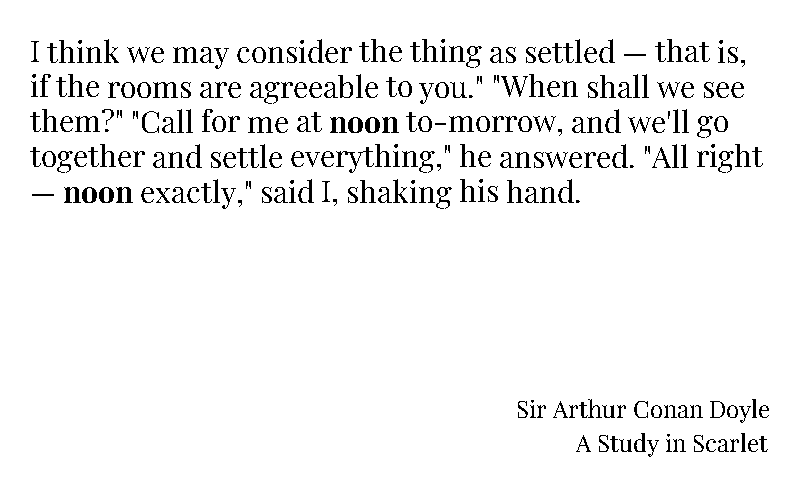 I think we may consider the thing as settled — that is,
if the rooms are agreeable to you." "When shall we see
them?" "Call for me at noon to-morrow, and we'll go
together and settle everything," he answered. "All right
— noon exactly," said I, shaking his hand.
Sir Arthur Conan Doyle
A Study in Scarlet